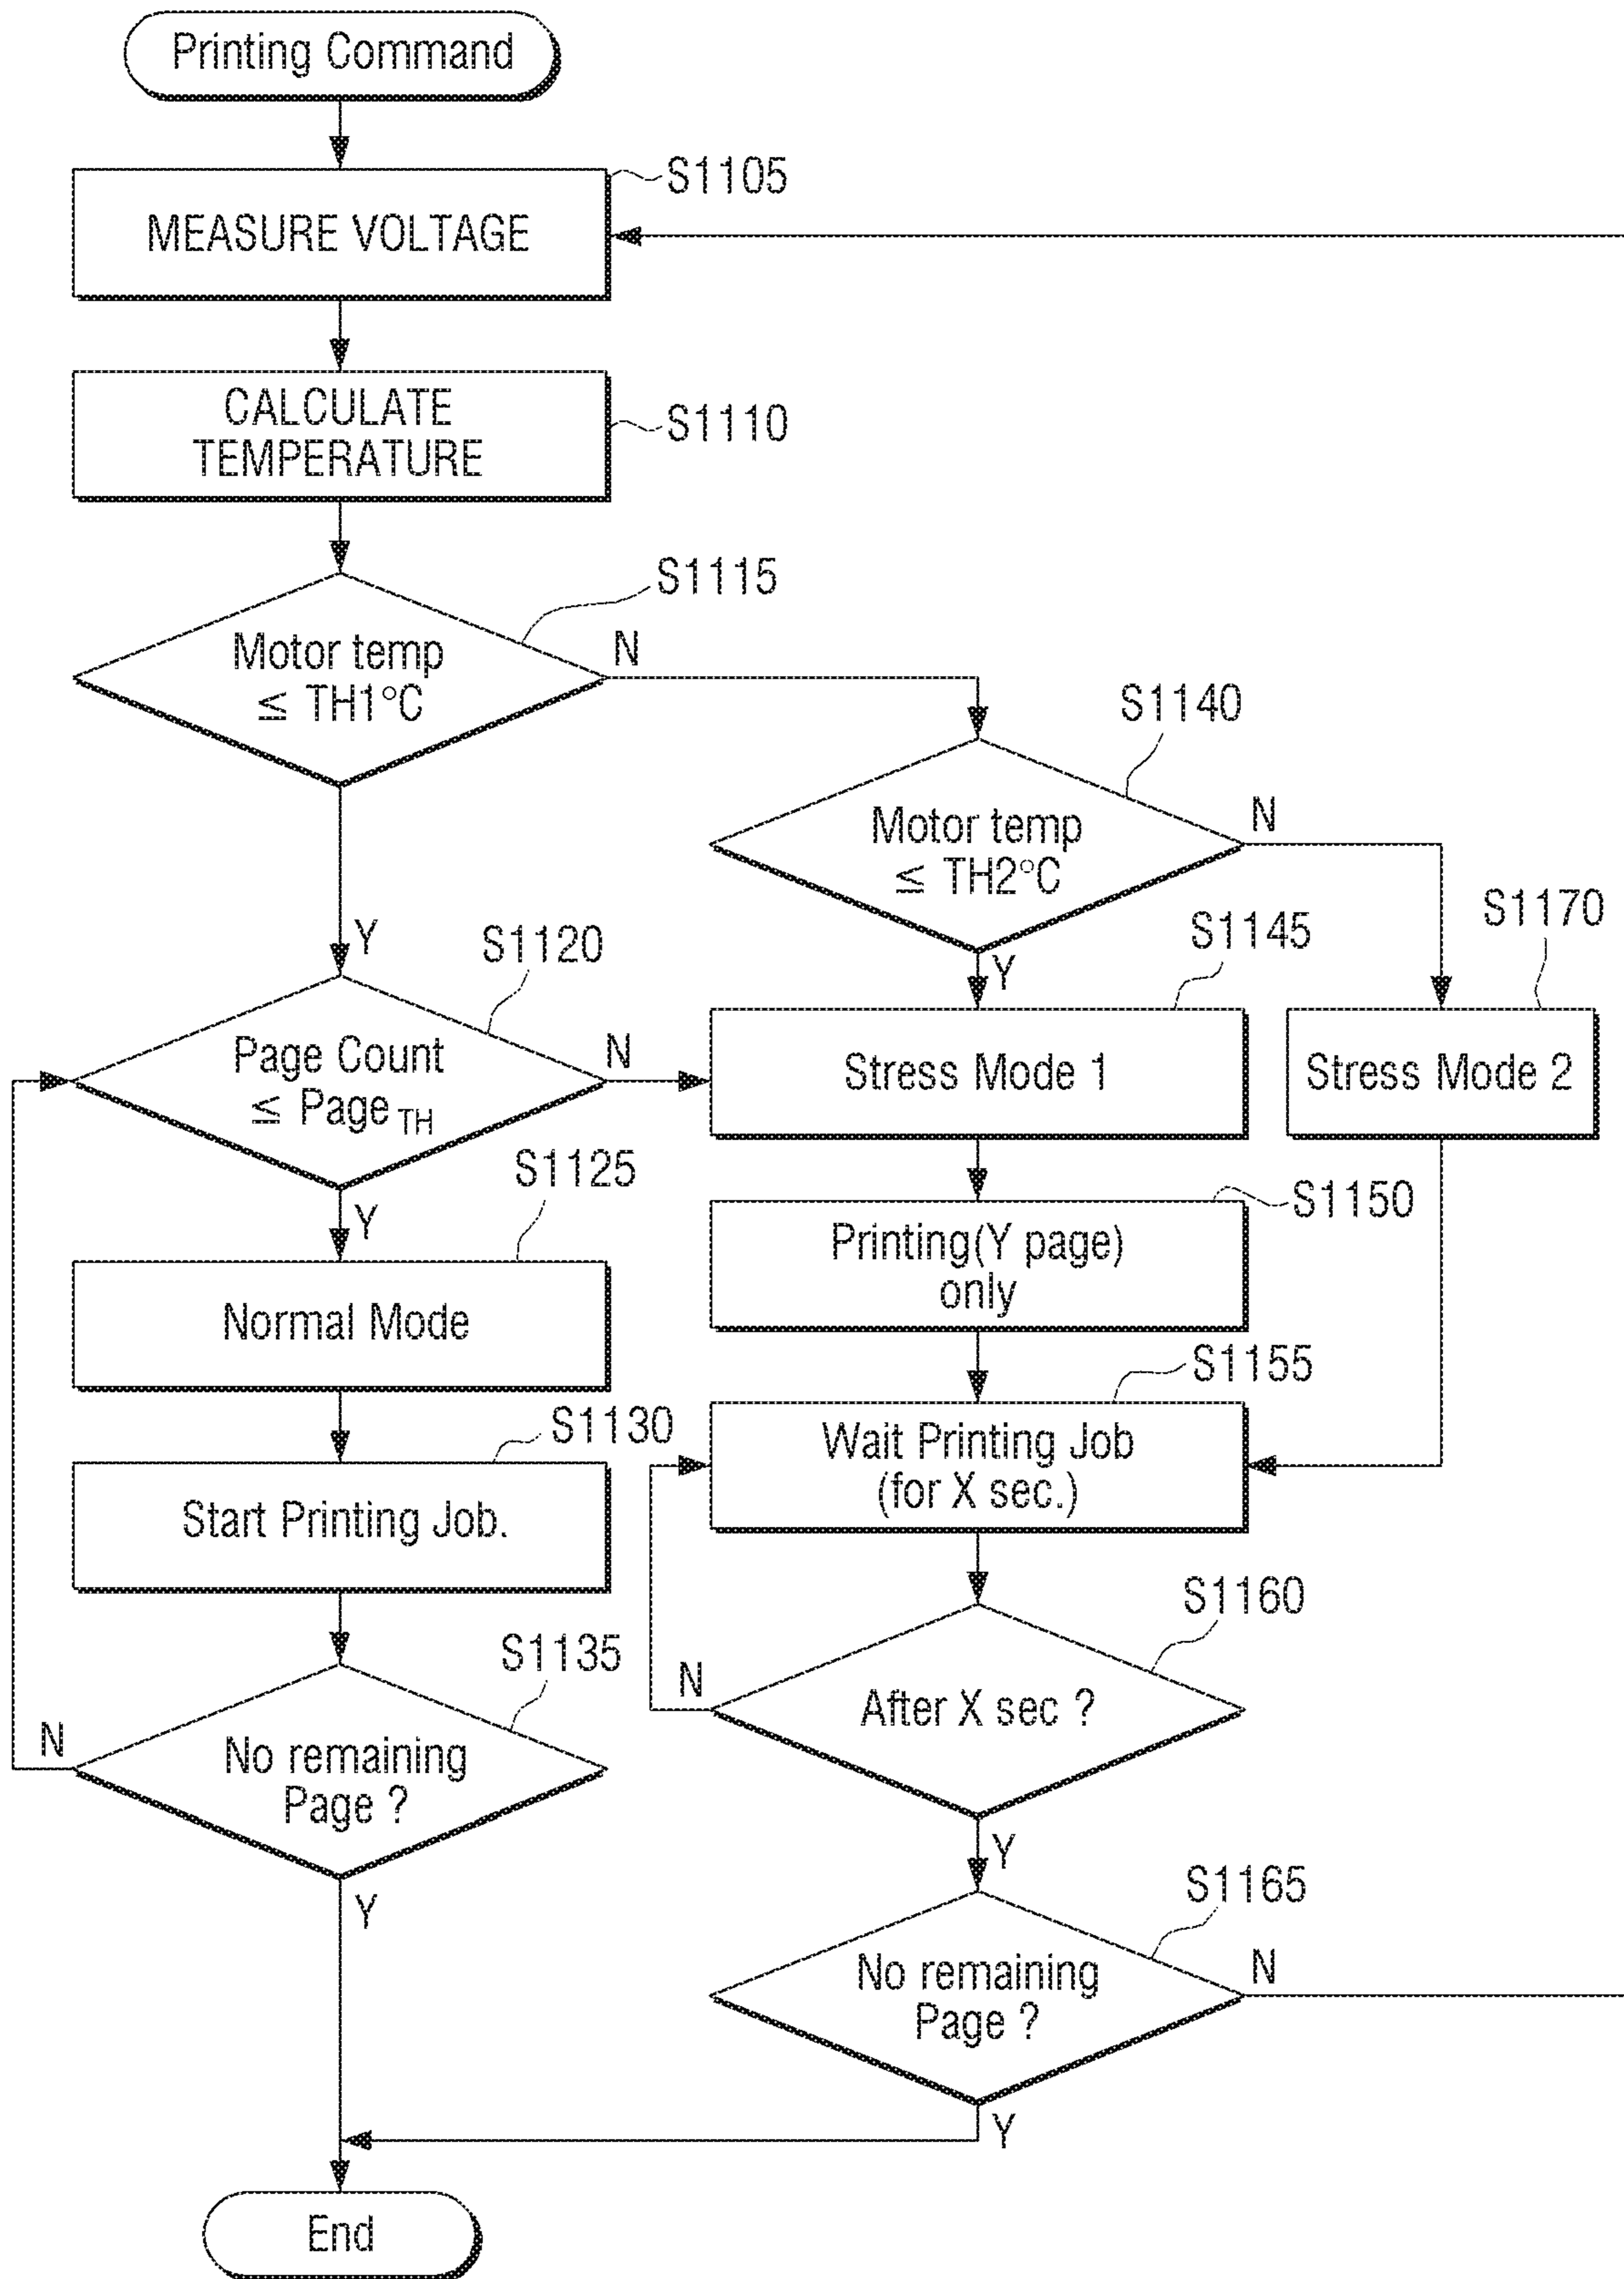 Printing Command
S1105
MEASURE VOLTAGE
CALCULATE
TEMPERATURE
S1110
S1115
Motor temp
≤ TH1°C
N
Y
S1140
Motor temp
≤ TH2°C
N
Y
S1120
Page Count
≤ Page TH
N
Y
S1145
Stress Mode 1
S1170
Stress Mode 2
S1125
Normal Mode
S1150
Printing(Y page)
only
S1130
Start Printing Job.
S1155
Wait Printing Job
(for X sec.)
S1135
No remaining
Page ?
N
Y
S1160
After X sec ?
N
Y
S1165
No remaining
Page ?
N
Y
End